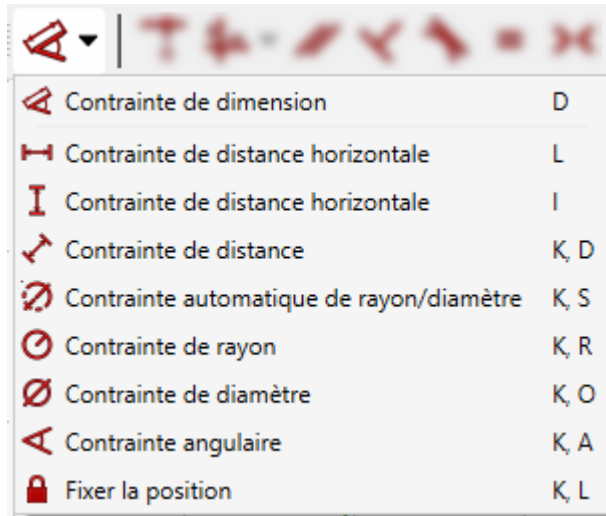 Contrainte de dimension D
Contrainte de distance horizontale L
Contrainte de distance horizontale I
Contrainte de distance K, D
Contrainte automatique de rayon/diamètre K, S
Contrainte de rayon K, R
Contrainte de diamètre K, O
Contrainte angulaire K, A
Fixer la position K, L